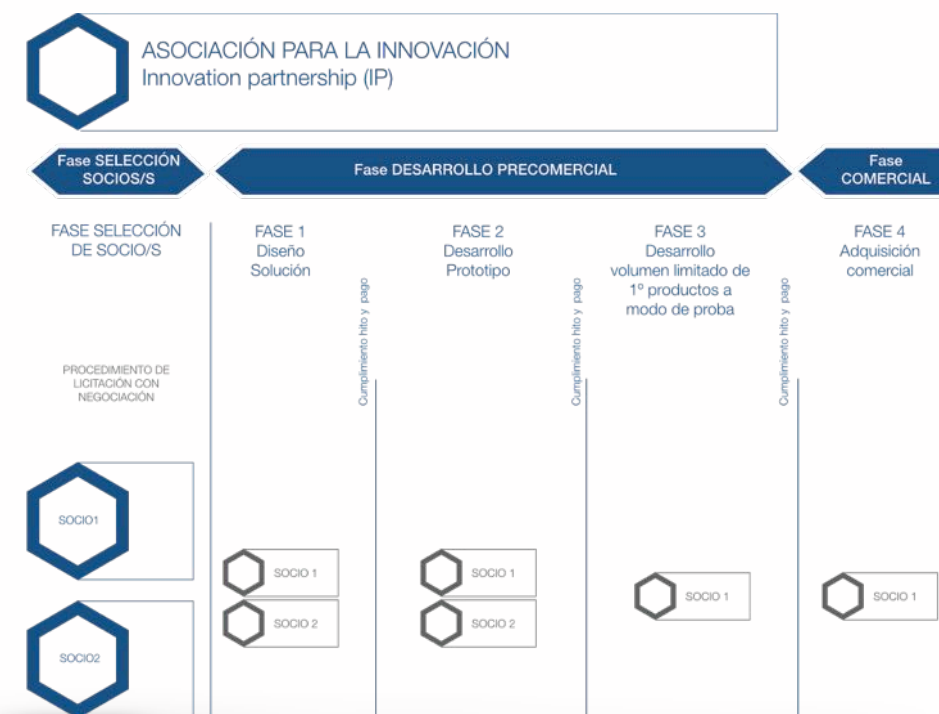 ASOCIACIÓN PARA LA INNOVACIÓN
Innovation partnership (IP)
Fase SELECCIÓN
SOCIOS/S
Fase DESARROLLO PRECOMERCIAL
Fase
COMERCIAL
FASE SELECCIÓN
DE SOCIO/S
FASE 1
Diseño
Solución
FASE 2
Desarrollo
Prototipo
FASE 3
Desarrollo
volumen limitado de
1º productos a
modo de proba
FASE 4
Adquisición
comercial
Cumplimiento hito y pago
Cumplimiento hito y pago
Cumplimiento hito y pago
PROCEDIMIENTO DE
LICITACIÓN CON
NEGOCIACIÓN
SOCIO1
SOCIO 1
SOCIO 1
SOCIO 1
SOCIO 1
SOCIO 2
SOCIO 2
SOCIO2